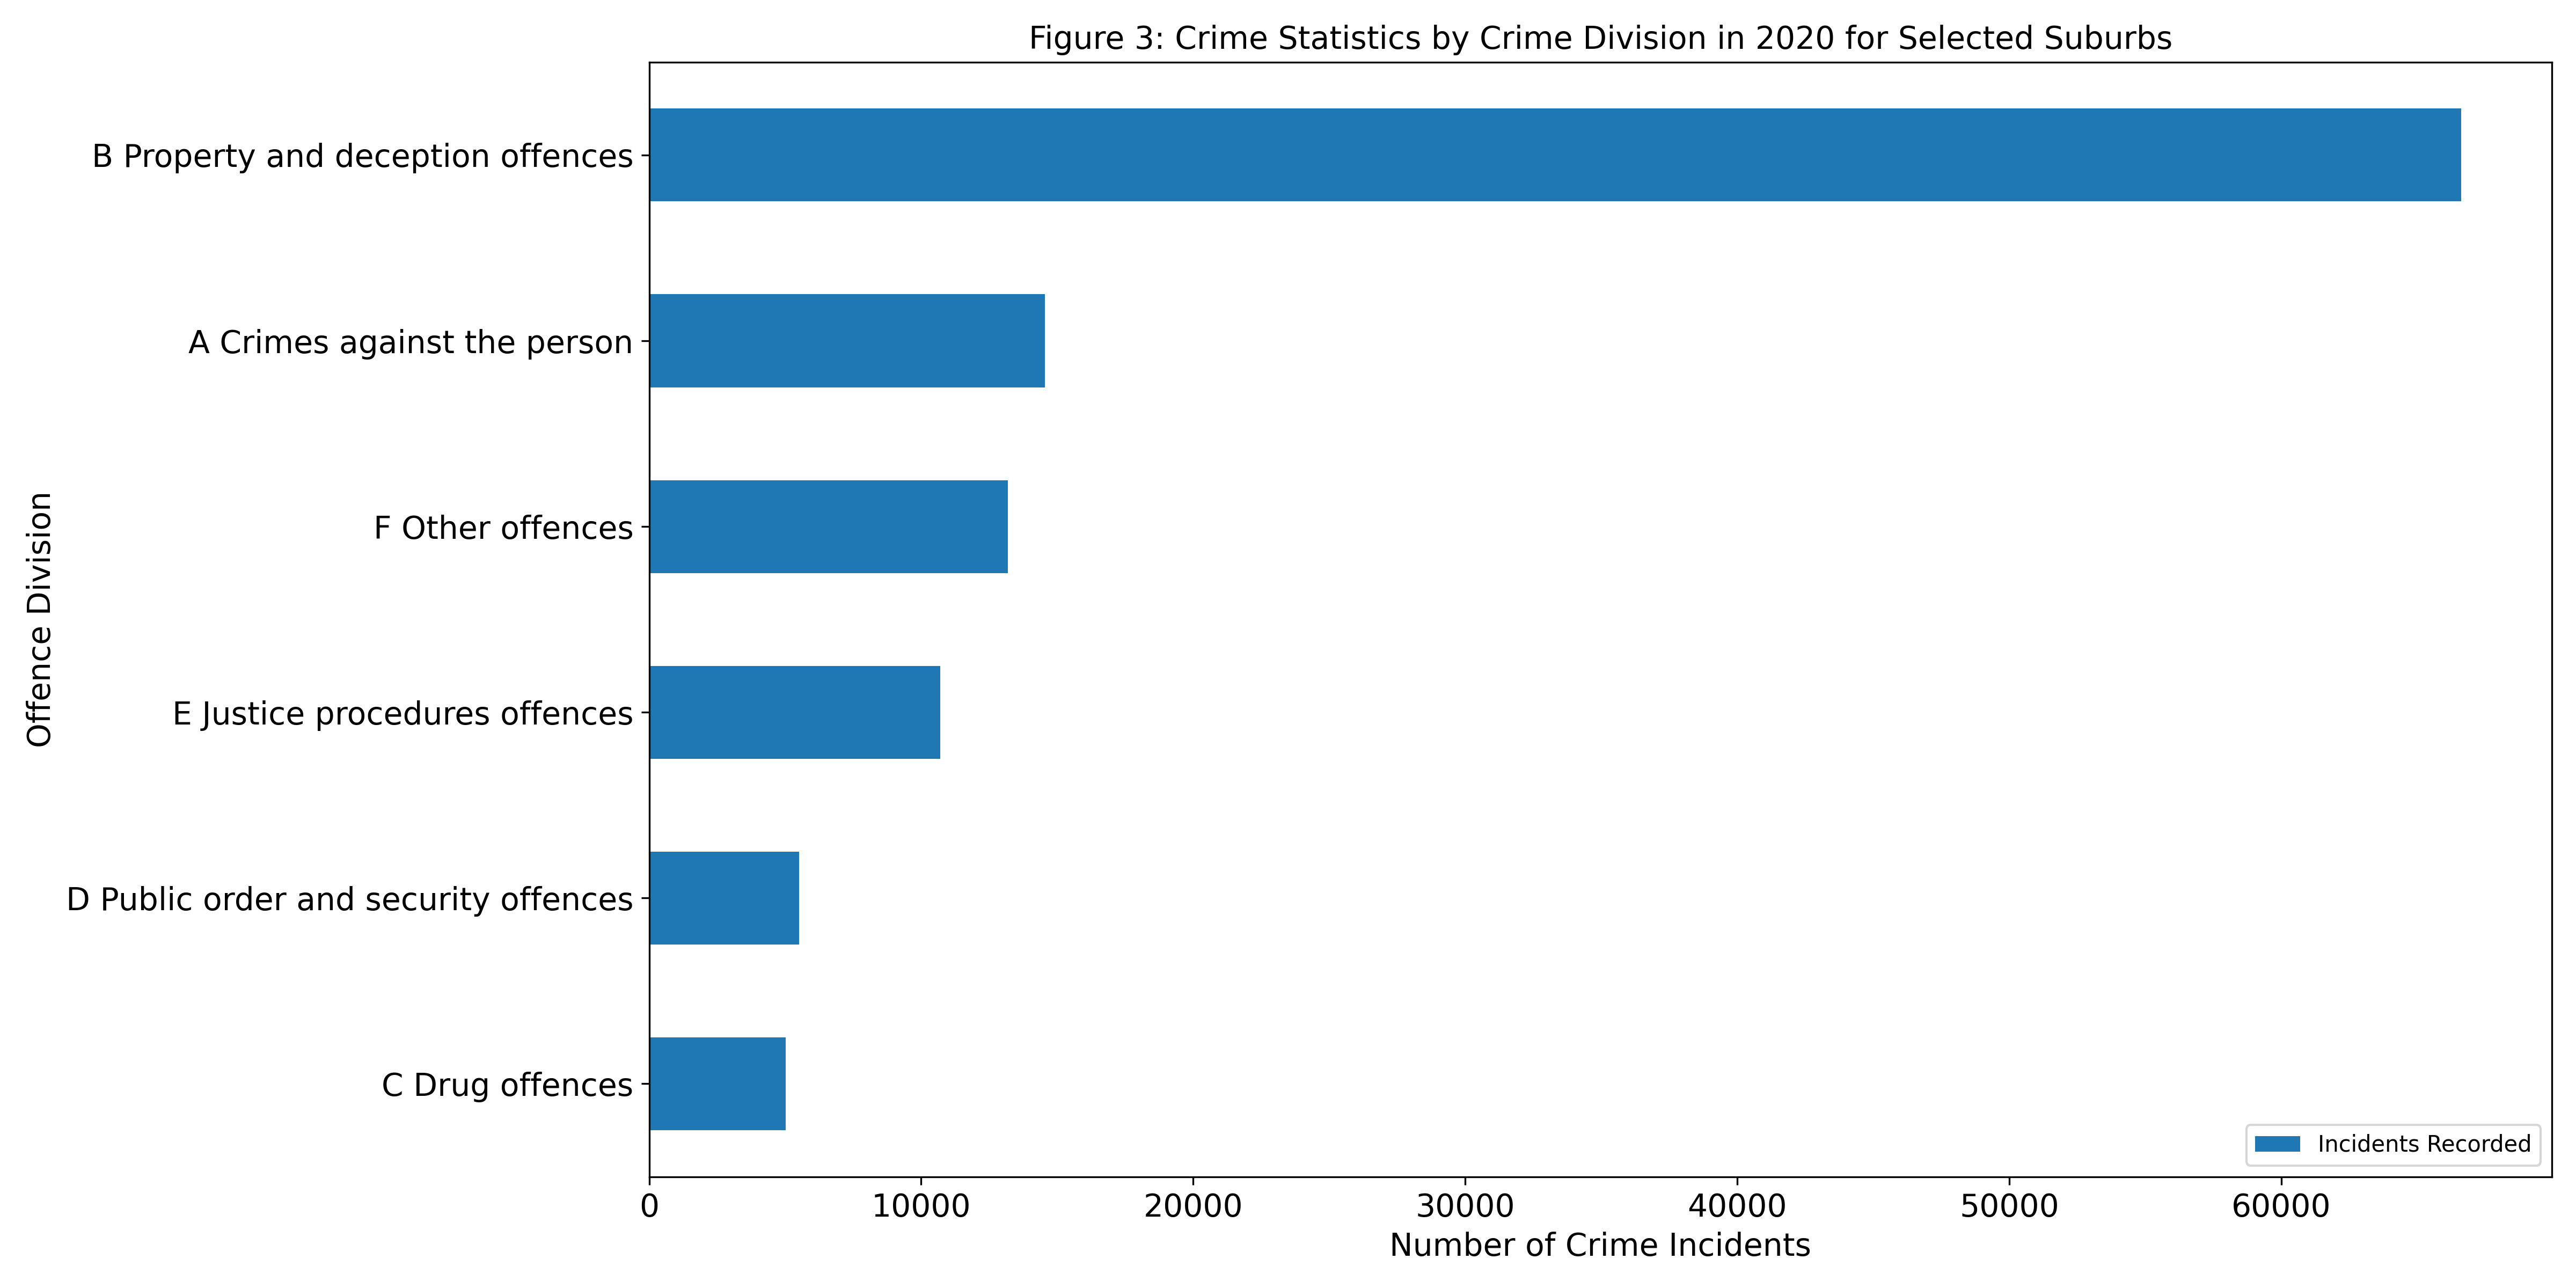 Figure 3: Crime Statistics by Crime Division in 2020 for Selected Suburbs
Offence Division
B Property and deception offences
A Crimes against the person
F Other offences
E Justice procedures offences
D Public order and security offences
C Drug offences
Incidents Recorded
0 10000 20000 30000 40000 50000 60000
Number of Crime Incidents